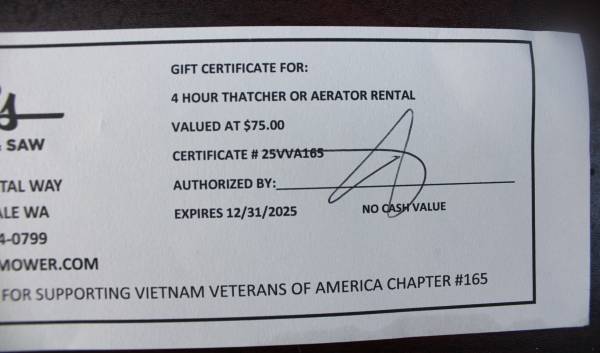 GIFT CERTIFICATE FOR:
4 HOUR THATCHER OR AERATOR RENTAL
VALUED AT $75.00
CERTIFICATE # 25VVA165
AUTHORIZED BY:
EXPIRES 12/31/2025 NO CASH VALUE
SAW
TAL WAY
ALE WA
4-0799
MOWER.COM
FOR SUPPORTING VIETNAM VETERANS OF AMERICA CHAPTER #165